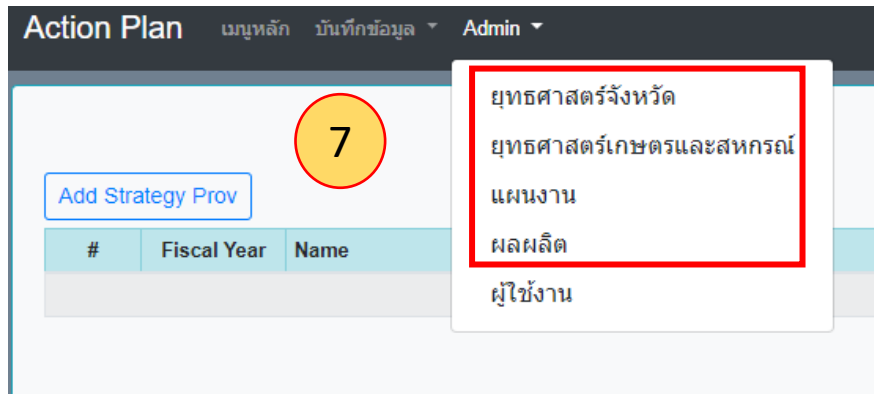 Action Plan เมนูหลัก บันทึกข้อมูล Admin
ยุทธศาสตร์จังหวัด
ยุทธศาสตร์เกษตรและสหกรณ์
7
Add Strategy Prov
แผนงาน
# Fiscal Year Name
ผลผลิต
ผู้ใช้งาน